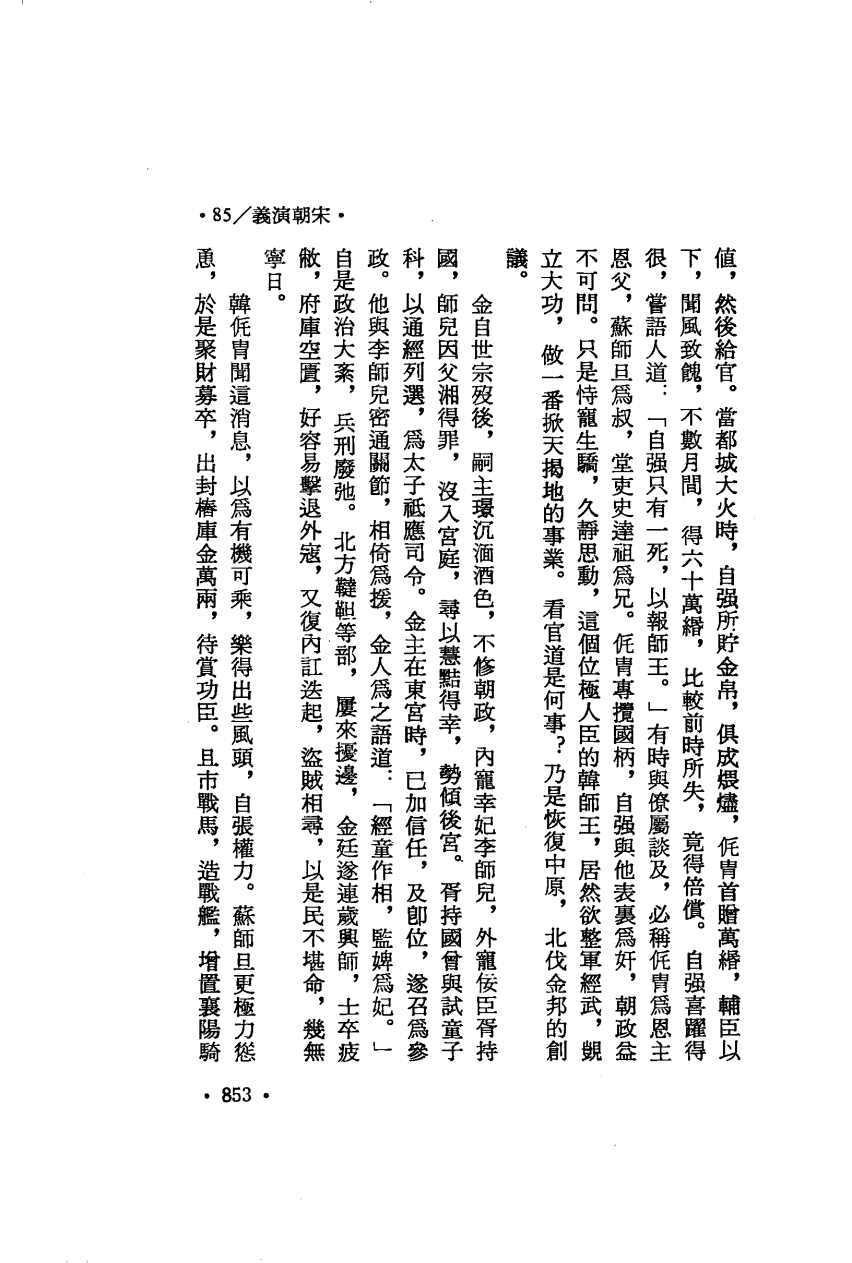 •85／義演朝宋•
値，然後給官。當都城大火時，自强所貯金帛，俱成煨燼，侂冑首贈萬緡，輔臣以
下，聞風致餽，不數月間，得六十萬緡，比較前時所失，竟得倍償。自强喜躍得
很，嘗語人道：「自强只有一死，以報師王。」有時與僚屬談及，必稱侂冑爲恩主
恩父，蘇師旦爲叔，堂吏史達祖爲兄。侂冑專攬國柄，自强與他表裏爲奸，朝政益
不可問。只是恃寵生驕，久靜思動，這個位極人臣的韓師王，居然欲整軍經武，覬
立大功，做一番掀天揭地的事業。看官道是何事？乃是恢復中原，北伐金邦的創
議。
金自世宗歿後，嗣主璟沉湎酒色，不修朝政，內寵幸妃李師兒，外寵佞臣胥持
國，師兒因父湘得罪，沒入宮庭，尋以慧黠得幸，勢傾後宮。胥持國曾與試童子
科，以通經列選，爲太子祗應司令。金主在東宮時，已加信任，及卽位，遂召爲參
政。他與李師兒密通關節，相倚爲援，金人爲之語道：「經童作相，監婢爲妃。」
自是政治大紊，兵刑廢弛。北方韃靼等部，屢來擾邊，金廷遂連歲興師，士卒疲
敝，府庫空匱，好容易擊退外寇，又復內訌迭起，盜賊相尋，以是民不堪命，幾無
寧日。
韓侂冑聞這消息，以爲有機可乘，樂得出些風頭，自張權力。蘇師旦更極力慫
恿，於是聚財募卒，出封樁庫金萬兩，待賞功臣。且市戰馬，造戰艦，增置襄陽騎
•853•